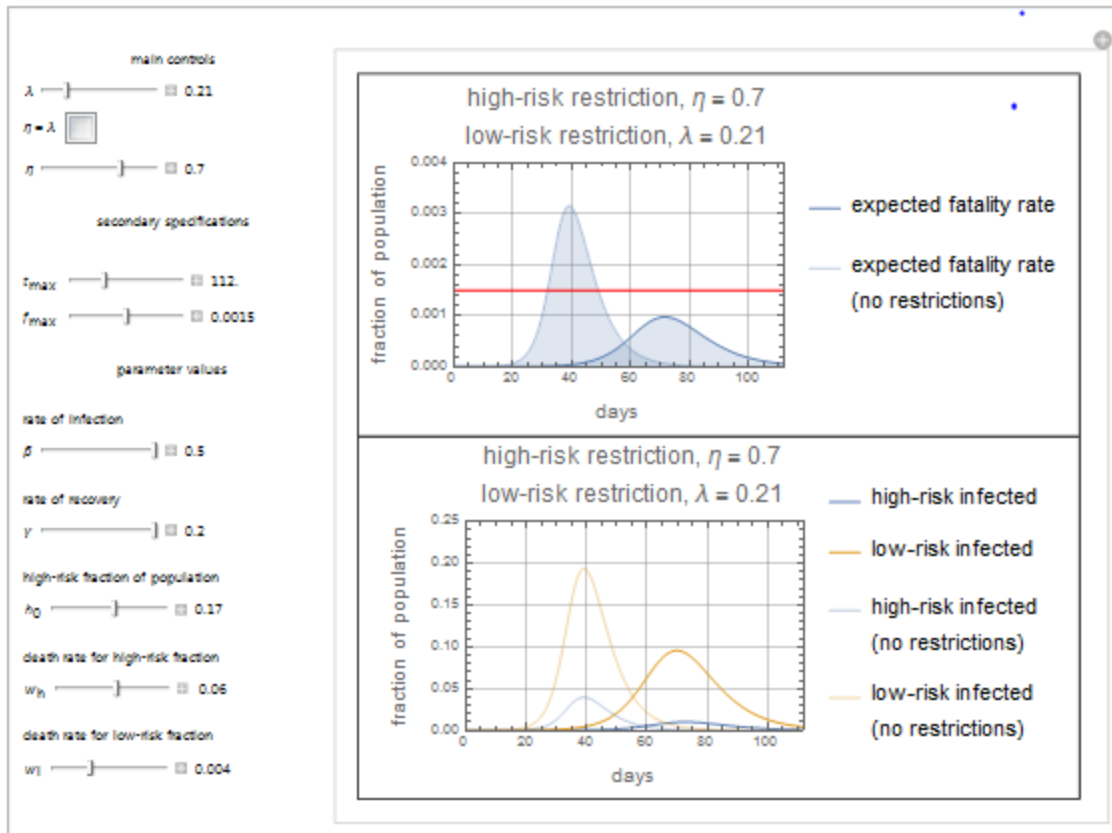 main controls
λ 0.21
η = λ
η 0.7
secondary specifications
tmax 112.
fmax 0.0015
parameter values
rate of infection
β 0.5
rate of recovery
γ 0.2
high-risk fraction of population
h0 0.17
death rate for high-risk fraction
wh 0.06
death rate for low-risk fraction
wl 0.004
high-risk restriction, η = 0.7
low-risk restriction, λ = 0.21
fraction of population
0.004
0.003
0.002
0.001
0.000
0 20 40 60 80 100
days
expected fatality rate
expected fatality rate
(no restrictions)
high-risk restriction, η = 0.7
low-risk restriction, λ = 0.21
fraction of population
0.25
0.20
0.15
0.10
0.05
0.00
0 20 40 60 80 100
days
high-risk infected
low-risk infected
high-risk infected
(no restrictions)
low-risk infected
(no restrictions)